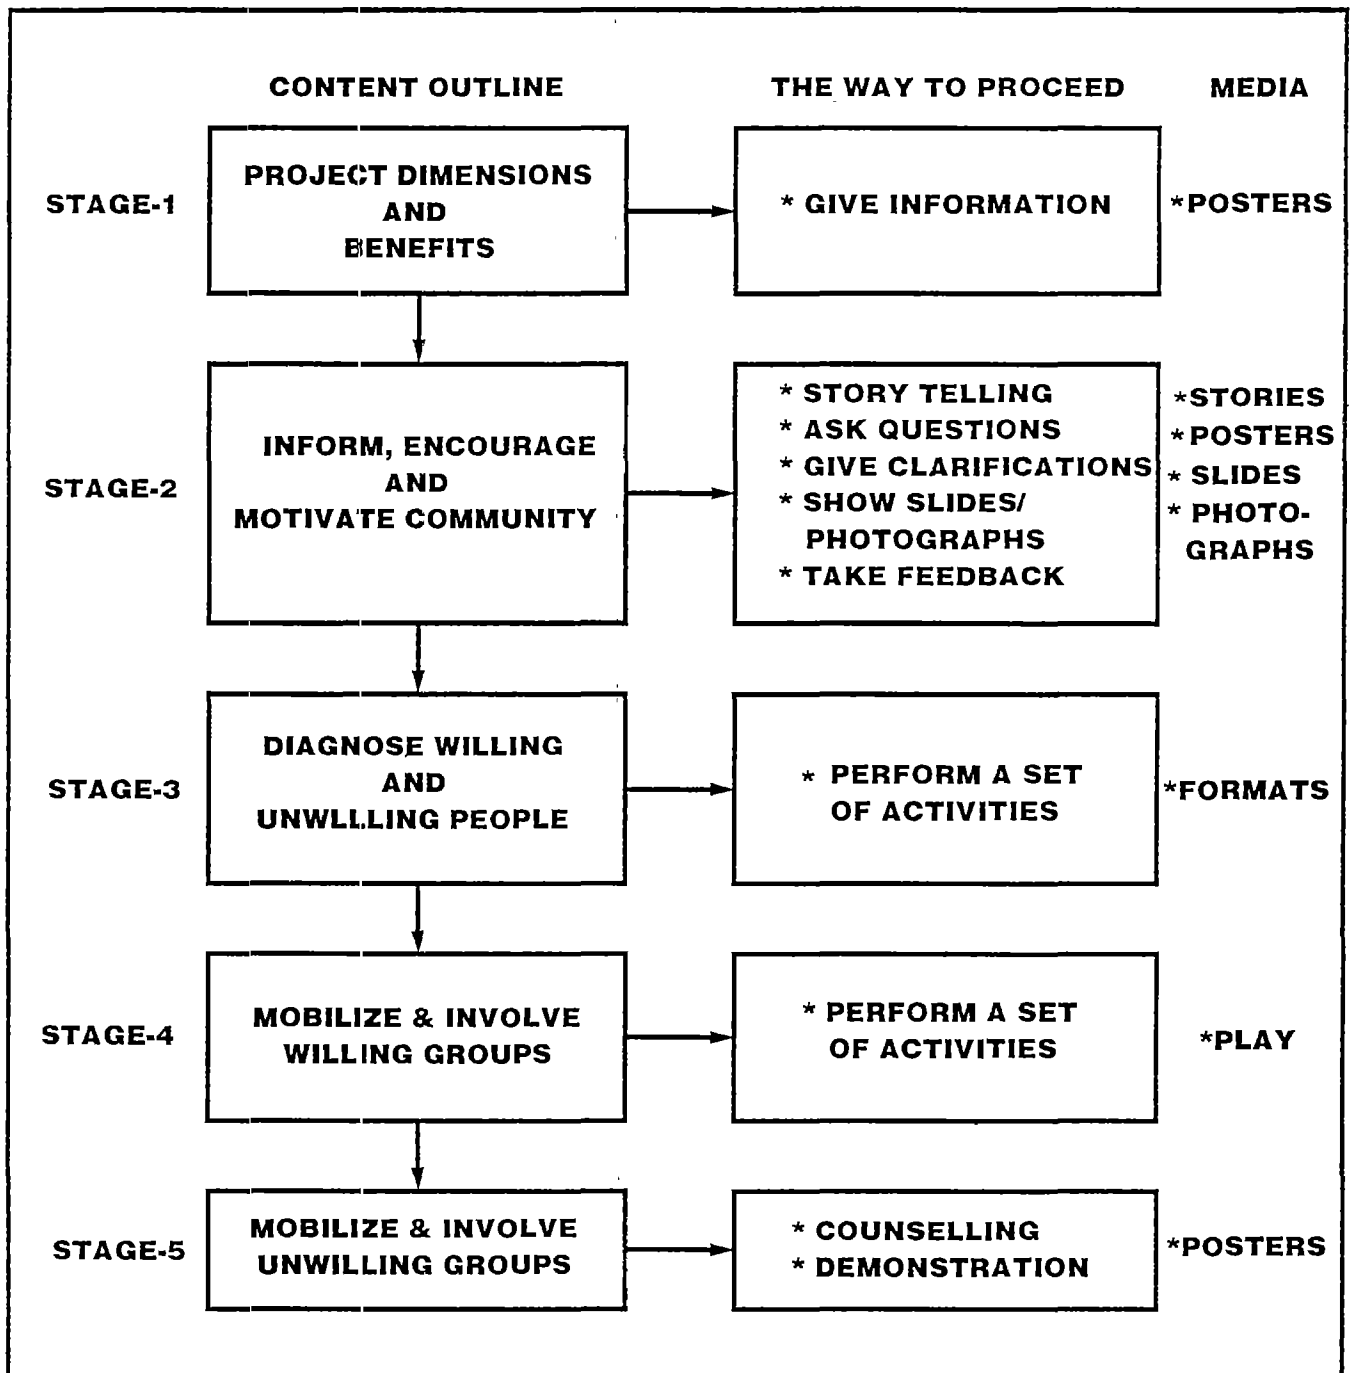 CONTENT OUTLINE THE WAY TO PROCEED MEDIA
STAGE-1
PROJECT DIMENSIONS
AND
BENEFITS
* GIVE INFORMATION
*POSTERS
STAGE-2
INFORM, ENCOURAGE
AND
MOTIVATE COMMUNITY
* STORY TELLING
* ASK QUESTIONS
* GIVE CLARIFICATIONS
* SHOW SLIDES/
PHOTOGRAPHS
* TAKE FEEDBACK
*STORIES
*POSTERS
* SLIDES
* PHOTO-
GRAPHS
STAGE-3
DIAGNOSE WILLING
AND
UNWILLING PEOPLE
* PERFORM A SET
OF ACTIVITIES
*FORMATS
STAGE-4
MOBILIZE & INVOLVE
WILLING GROUPS
* PERFORM A SET
OF ACTIVITIES
*PLAY
STAGE-5
MOBILIZE & INVOLVE
UNWILLING GROUPS
* COUNSELLING
* DEMONSTRATION
*POSTERS